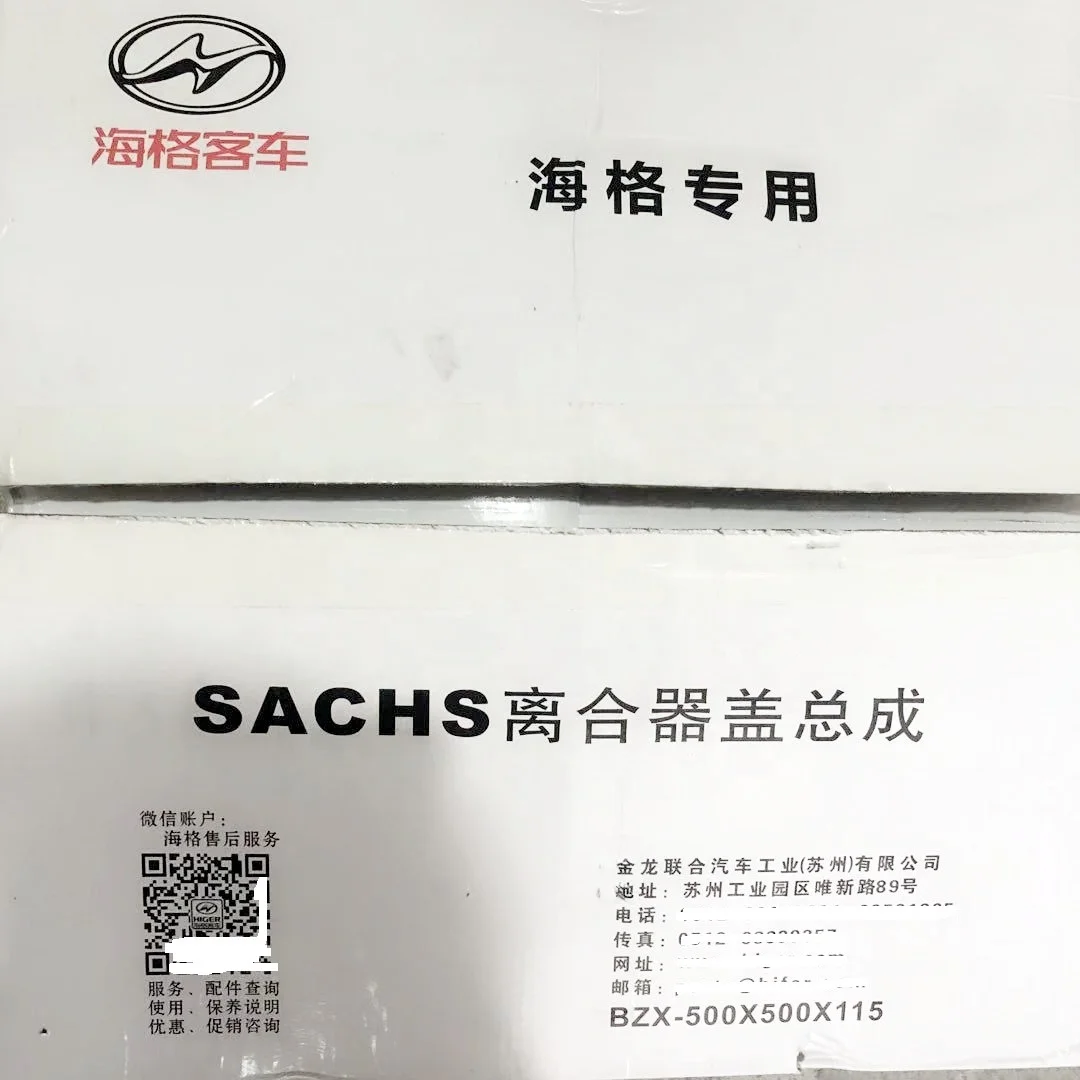 海格客车
海格专用
SACHS离合器盖总成
微信账户:
海格售后服务
HIGER
服务、配件查询
使用、保养说明
优惠、促销咨询
金龙联合汽车工业(苏州)有限公司
地址: 苏州工业园区唯新路89号
电话:
传真:
网址:
邮箱:
BZX-500X500X115